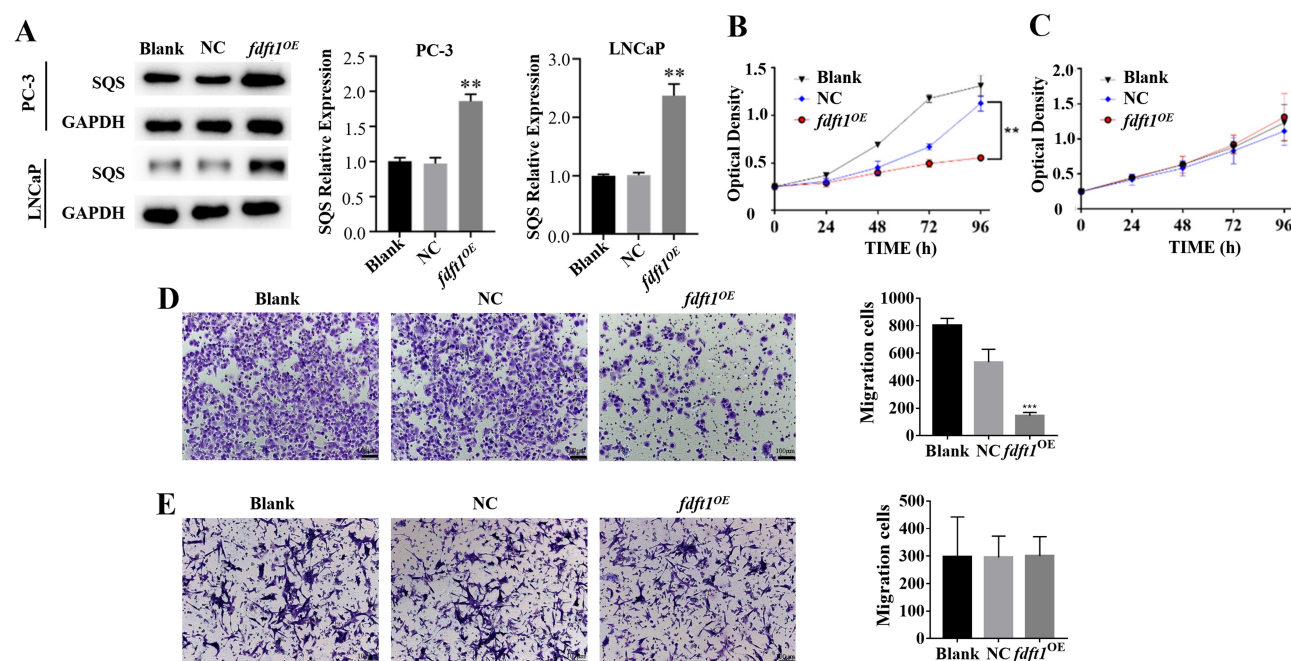 A
Blank NC fdft1OE
PC-3
SQS
GAPDH
LNCaP
SQS
GAPDH
PC-3
SQS Relative Expression
2.5
2.0
1.5
1.0
0.5
0.0
**
Blank
NC
fdft1OE
LNCaP
SQS Relative Expression
3.0
2.0
1.0
0.0
**
Blank
NC
fdft1OE
B
Optical Density
1.5
1.0
0.5
0
Blank
NC
fdft1OE
**
0 24 48 72 96
TIME (h)
C
Optical Density
2.0
1.5
1.0
0.5
0
Blank
NC
fdft1OE
0 24 48 72 96
TIME (h)
D
Blank
NC
fdft1OE
100μm
Migration cells
1000
800
600
400
200
0
***
Blank NC fdft1OE
E
Blank
NC
fdft1OE
Migration cells
500
400
300
200
100
0
Blank NC fdft1OE